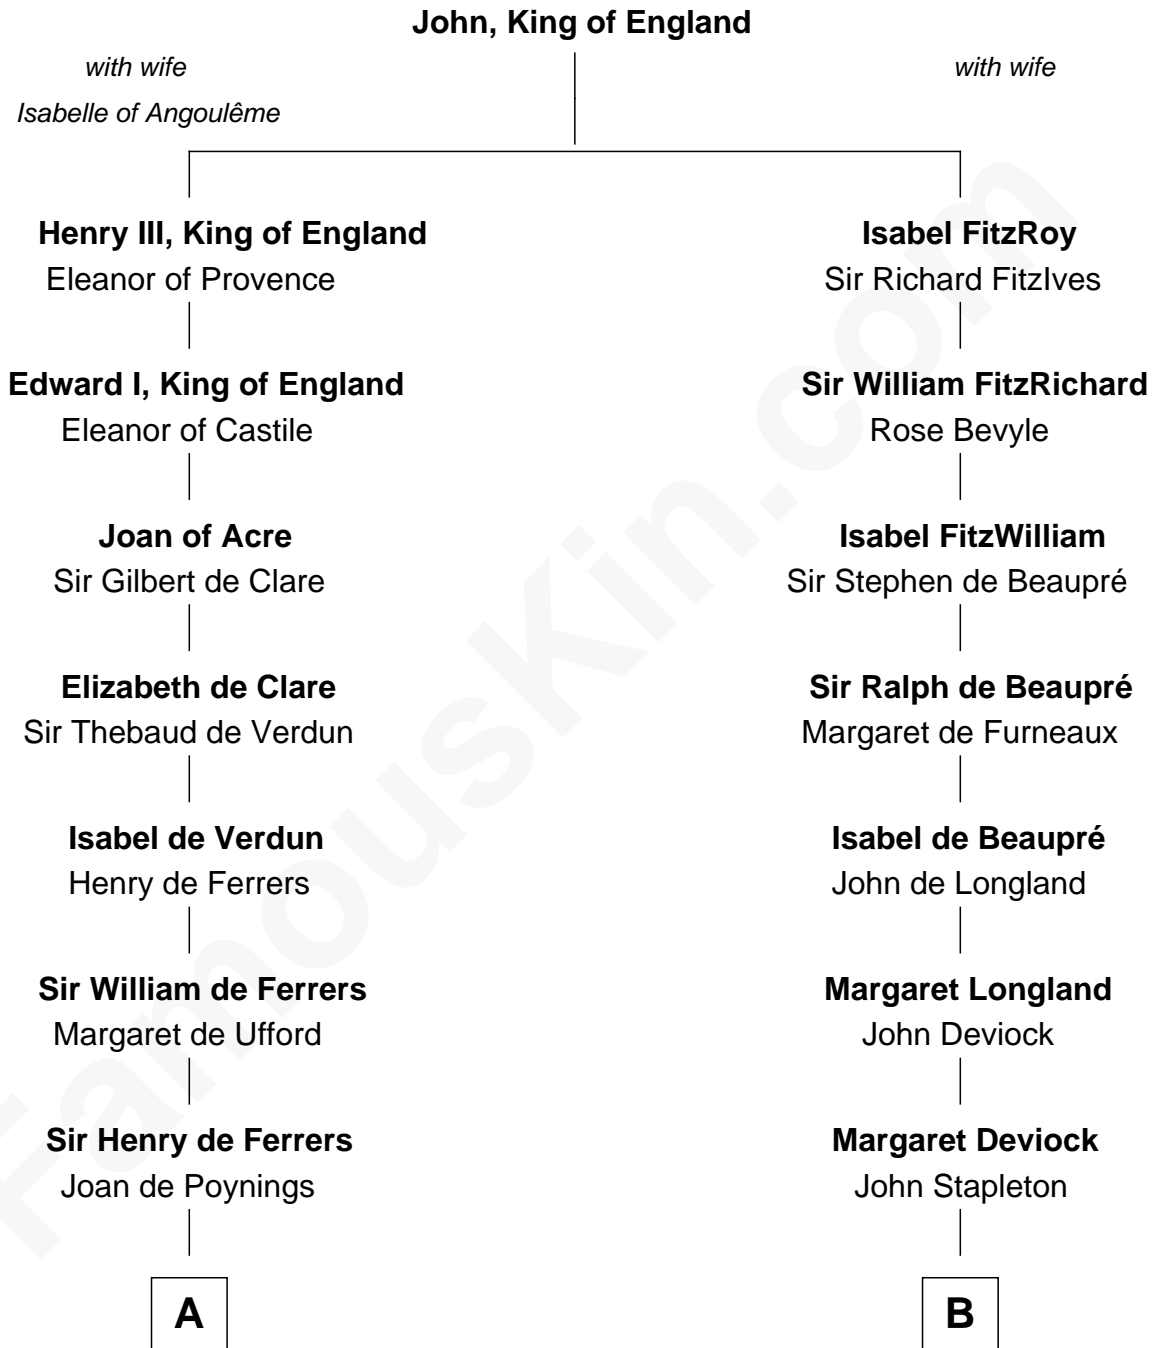 John, King of England
with wife
Isabelle of Angoulême
with wife
Henry III, King of England
Eleanor of Provence
Isabel FitzRoy
Sir Richard FitzIves
Edward I, King of England
Eleanor of Castile
Sir William FitzRichard
Rose Bevyle
Joan of Acre
Sir Gilbert de Clare
Isabel FitzWilliam
Sir Stephen de Beaupré
Elizabeth de Clare
Sir Thebaud de Verdun
Sir Ralph de Beaupré
Margaret de Furneaux
Isabel de Verdun
Henry de Ferrers
Isabel de Beaupré
John de Longland
Sir William de Ferrers
Margaret de Ufford
Margaret Longland
John Deviock
Sir Henry de Ferrers
Joan de Poynings
Margaret Deviock
John Stapleton
A
B
FamousKin.com